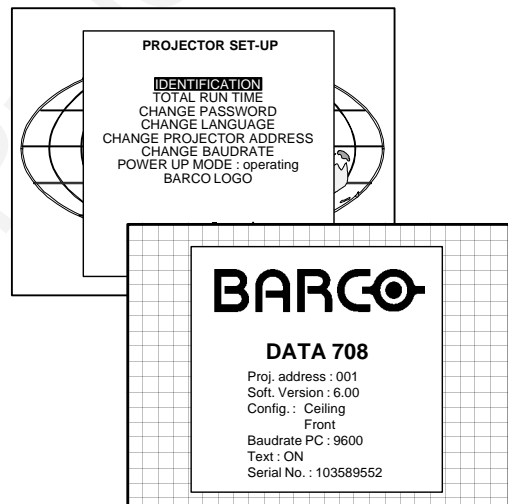 PROJECTOR SET-UP
IDENTIFICATION
TOTAL RUN TIME
CHANGE PASSWORD
CHANGE LANGUAGE
CHANGE PROJECTOR ADDRESS
CHANGE BAUDRATE
POWER UP MODE : operating
BARCO LOGO
BARCO
DATA 708
Proj. address : 001
Soft. Version : 6.00
Config. : Ceiling
Front
Baudrate PC : 9600
Text : ON
Serial No. : 103589552